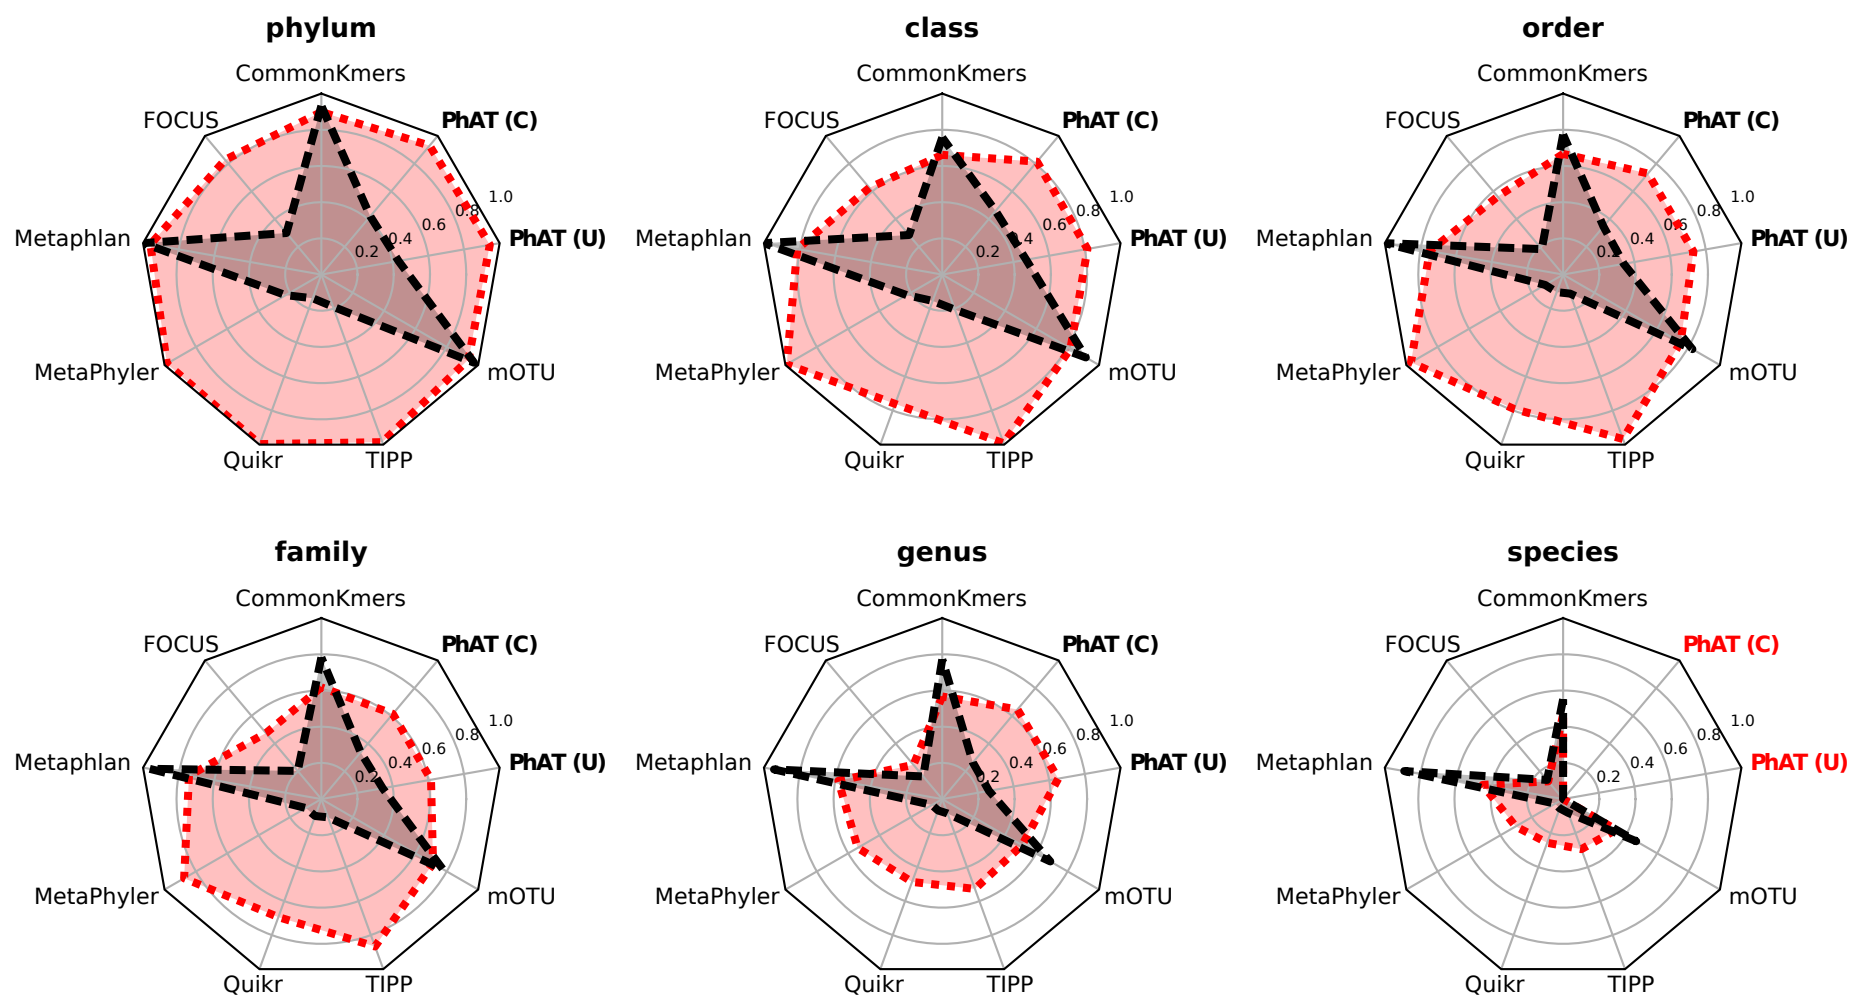 phylum
CommonKmers
FOCUS
PhAT (C)
1.0
0.8
0.6
0.4
0.2
Metaphlan
PhAT (U)
MetaPhyler
mOTU
Quikr
TIPP
class
CommonKmers
FOCUS
PhAT (C)
1.0
0.8
0.6
0.4
0.2
Metaphlan
PhAT (U)
MetaPhyler
mOTU
Quikr
TIPP
order
CommonKmers
FOCUS
PhAT (C)
1.0
0.8
0.6
0.4
0.2
Metaphlan
PhAT (U)
MetaPhyler
mOTU
Quikr
TIPP
family
CommonKmers
FOCUS
PhAT (C)
1.0
0.8
0.6
0.4
0.2
Metaphlan
PhAT (U)
MetaPhyler
mOTU
Quikr
TIPP
genus
CommonKmers
FOCUS
PhAT (C)
1.0
0.8
0.6
0.4
0.2
Metaphlan
PhAT (U)
MetaPhyler
mOTU
Quikr
TIPP
species
CommonKmers
FOCUS
PhAT (C)
1.0
0.8
0.6
0.4
0.2
Metaphlan
PhAT (U)
MetaPhyler
mOTU
Quikr
TIPP